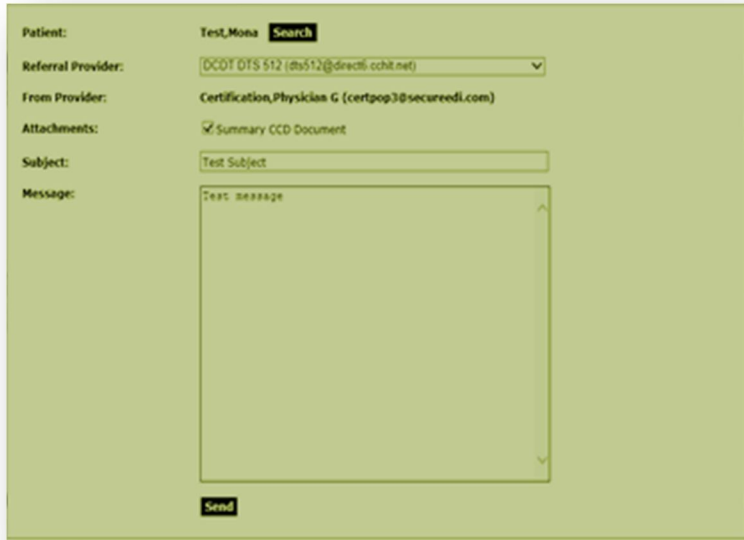 Patient: Test,Mona Search
Referral Provider: DCDT DTS 512 (dts512@direct6.cchit.net)
From Provider: Certification,Physician G (certpop3@secureedi.com)
Attachments: Summary CCD Document
Subject: Test Subject
Message: Test message
Send